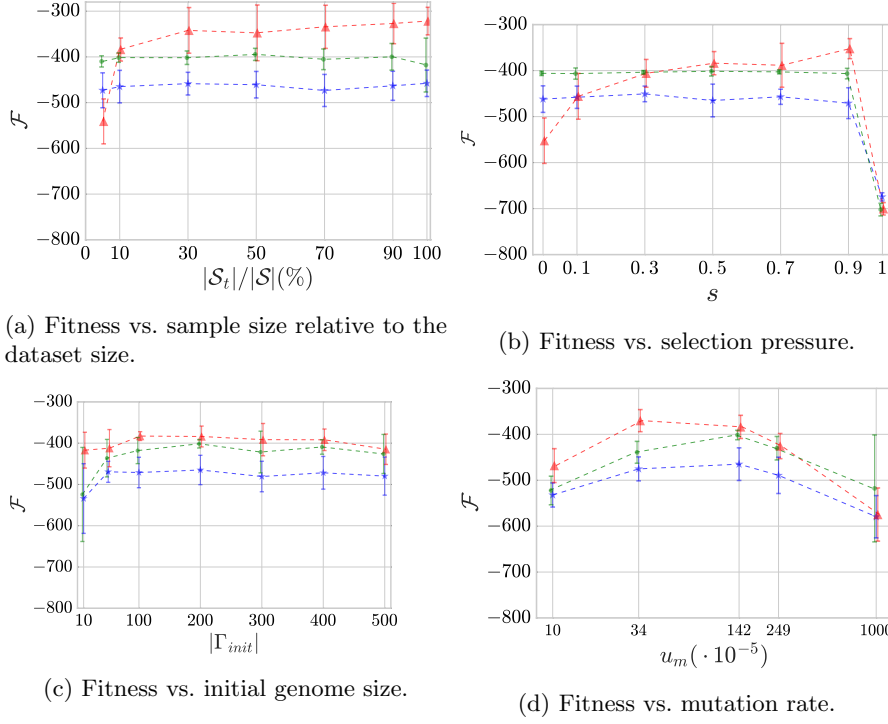 −300
−400
−500
−600
−700
−800
ℱ
0 10 30 50 70 90 100
|𝒮ₜ|/|𝒮|(%)
(a) Fitness vs. sample size relative to the
dataset size.
−300
−400
−500
−600
−700
−800
ℱ
0 0.1 0.3 0.5 0.7 0.9 1
s
(b) Fitness vs. selection pressure.
−300
−400
−500
−600
−700
−800
ℱ
10 100 200 300 400 500
|Γ_{init}|
(c) Fitness vs. initial genome size.
−300
−400
−500
−600
−700
−800
ℱ
10 34 142 249 1000
u_m(·10⁻⁵)
(d) Fitness vs. mutation rate.